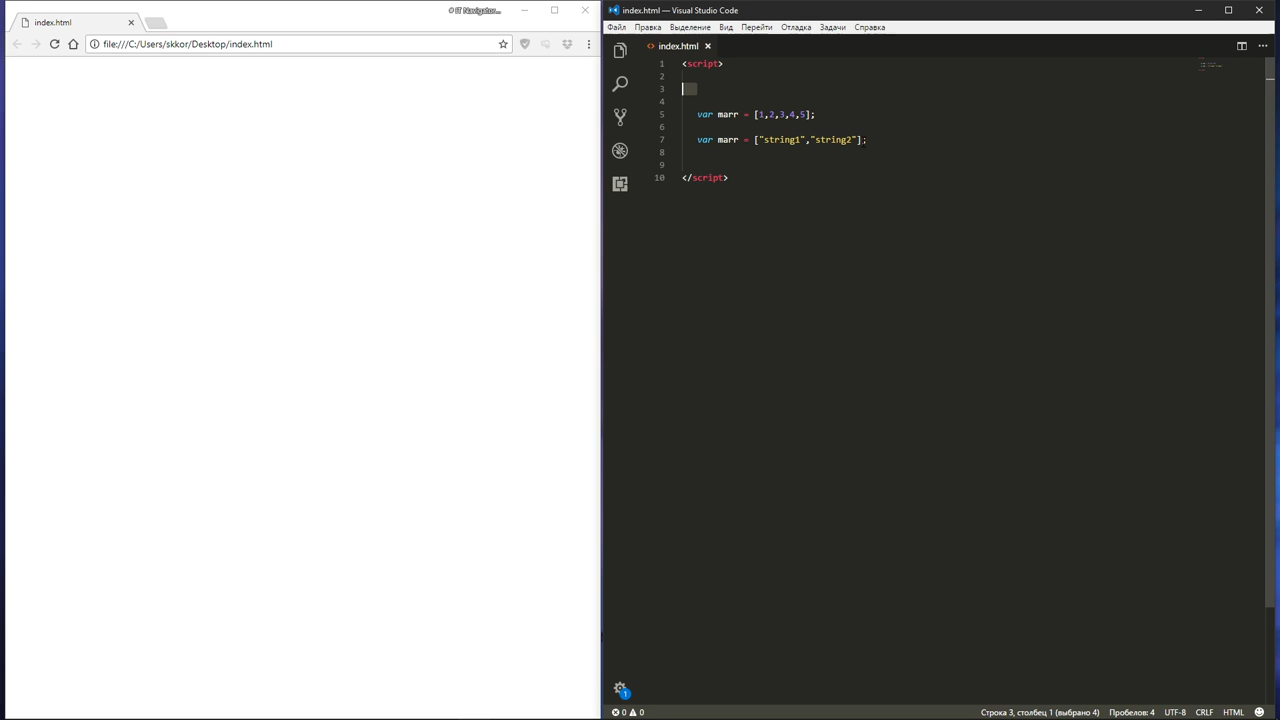 index.html
# IT Navigator...
file:///C:/Users/skkor/Desktop/index.html
index.html — Visual Studio Code
Файл Правка Выделение Вид Перейти Отладка Задачи Справка
index.html
1 <script>
2
3
4
5 var marr = [1,2,3,4,5];
6
7 var marr = ["string1","string2"];
8
9
10 </script>
1
0 0
Строка 3, столбец 1 (выбрано 4) Пробелов: 4 UTF-8 CRLF HTML